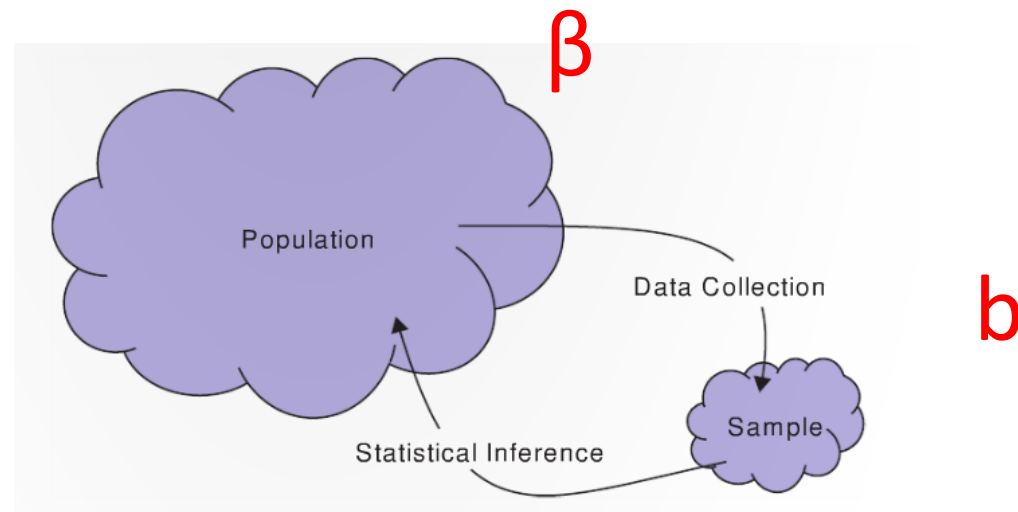 β
Population
Data Collection
b
Sample
Statistical Inference